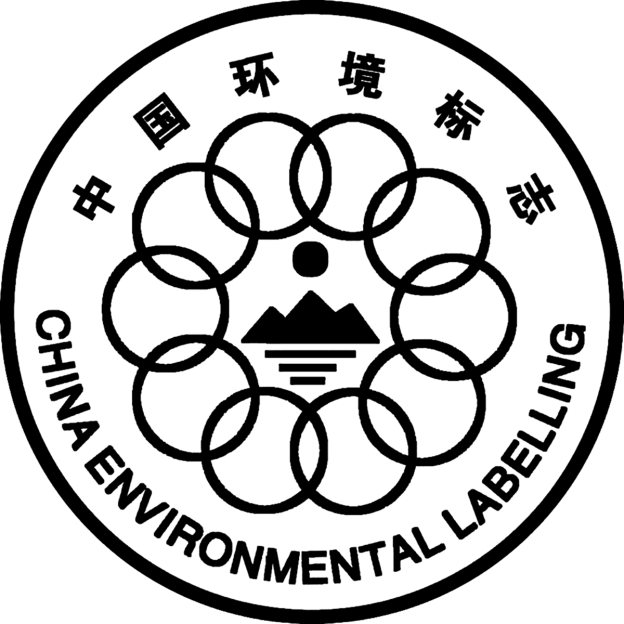 中国环境标志
CHINA ENVIRONMENTAL LABELLING